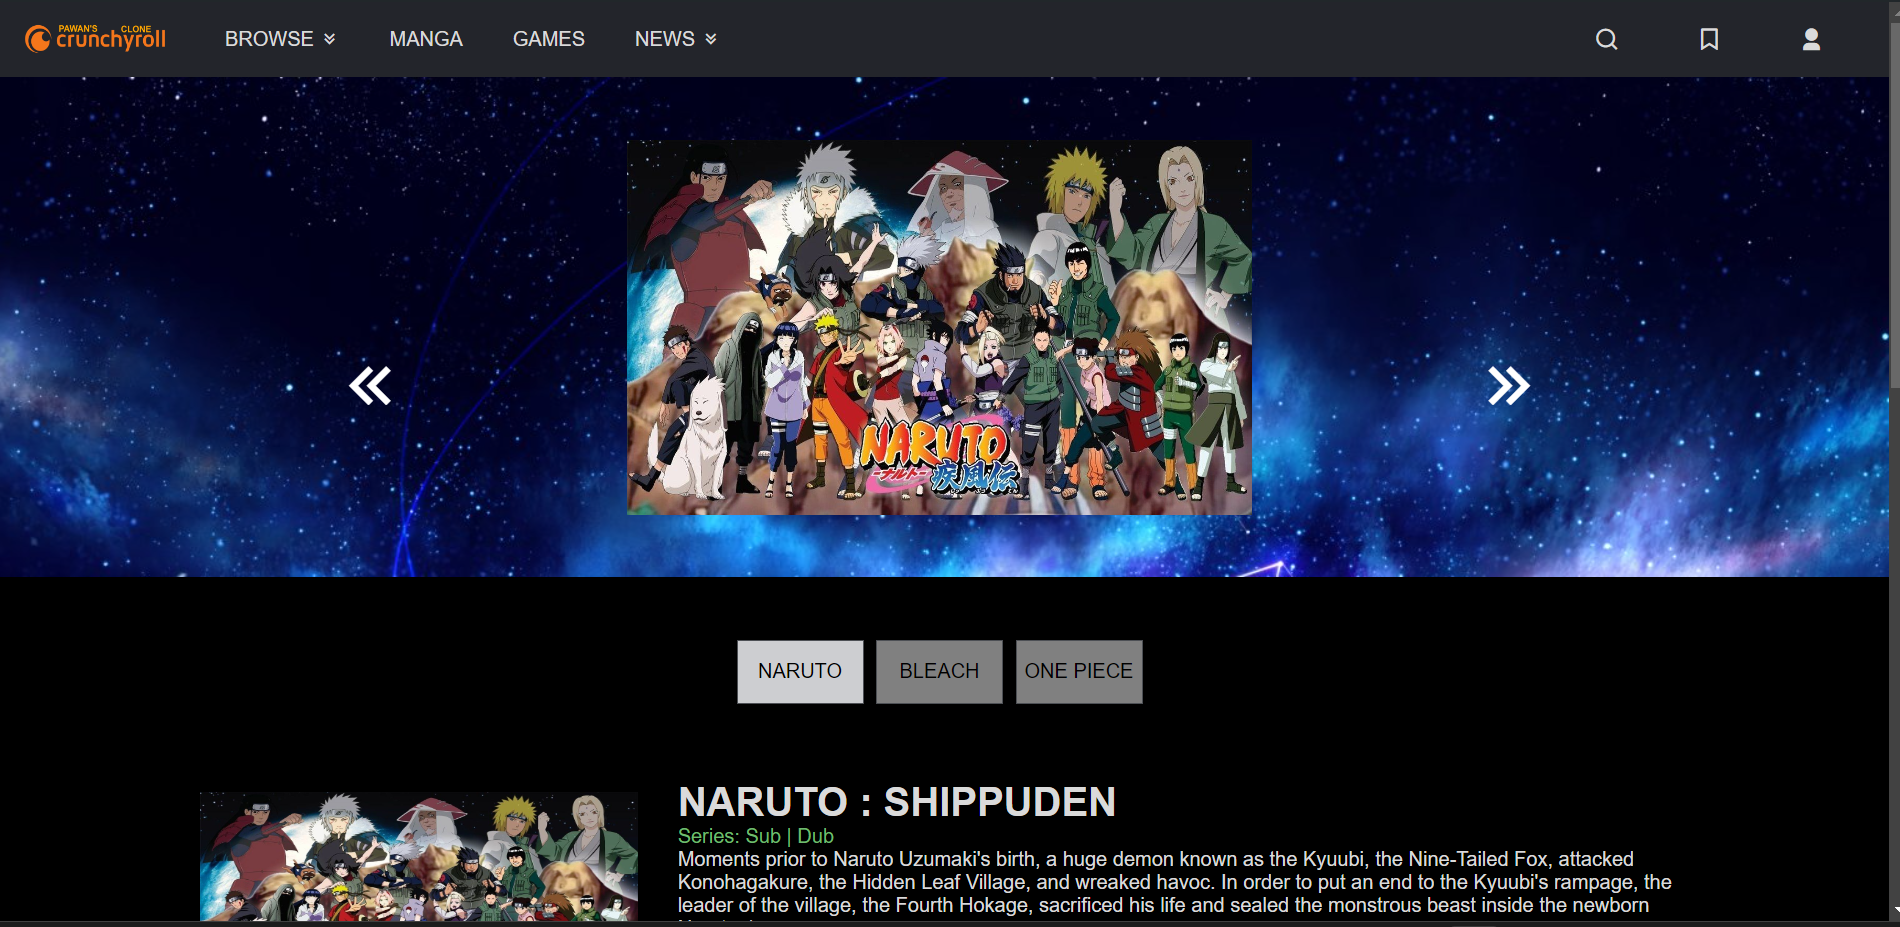 PAWAN'S CLONE
crunchyroll
BROWSE
MANGA
GAMES
NEWS
NARUTO
-ナルト-
疾風伝
NARUTO
BLEACH
ONE PIECE
NARUTO : SHIPPUDEN
Series: Sub | Dub
Moments prior to Naruto Uzumaki's birth, a huge demon known as the Kyuubi, the Nine-Tailed Fox, attacked
Konohagakure, the Hidden Leaf Village, and wreaked havoc. In order to put an end to the Kyuubi's rampage, the
leader of the village, the Fourth Hokage, sacrificed his life and sealed the monstrous beast inside the newborn